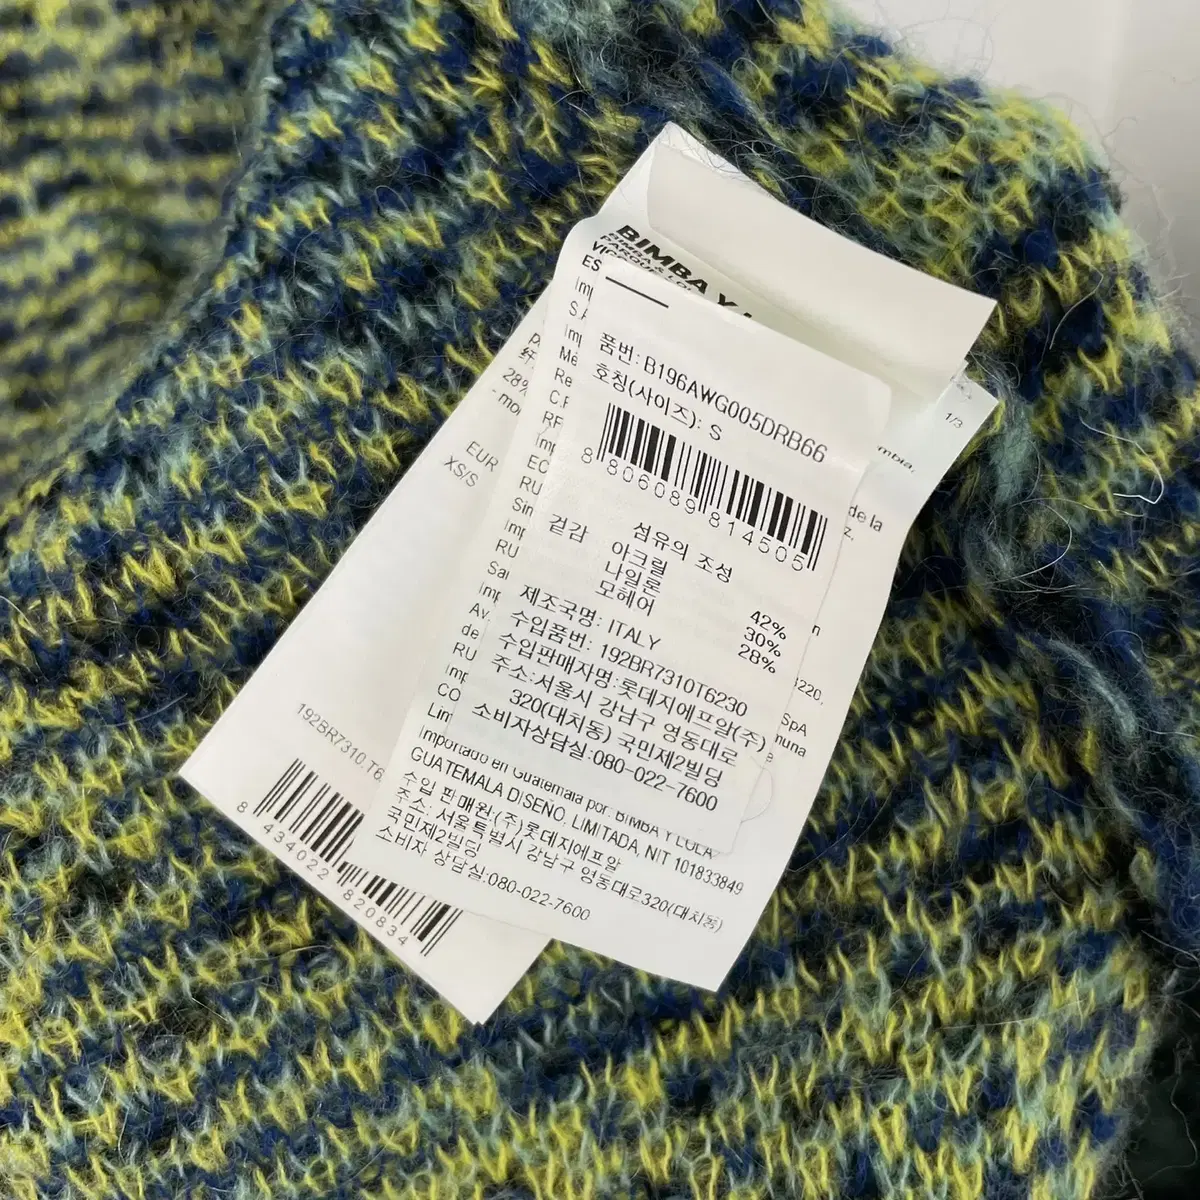 BIMBA Y
ES
품번: B196AWG005DRB66
호칭(사이즈): S
8 806089 814505
섬유의 조성
겉감 아크릴 42%
나일론 30%
모헤어 28%
제조국명: ITALY
수입품번: 192BR7310T6230
수입판매자명:롯데지에프알(주)
주소:서울시 강남구 영동대로
320(대치동) 국민제2빌딩
소비자상담실:080-022-7600
Importado en Guatemala por: BIMBA Y LOLA
GUATEMALA DISEÑO, LIMITADA, NIT 101833849
수입 판매원(주)롯데지에프알
주소: 서울특별시 강남구 영동대로320(대치동)
국민제2빌딩
소비자 상담실:080-022-7600
1/3
de la
28%
EUR
XS/S
192BR7310.T6
8 434022 820834